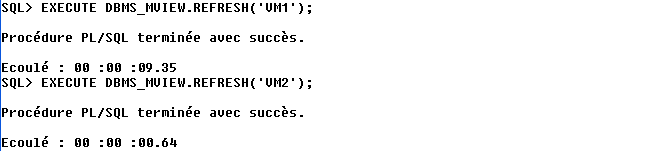 SQL> EXECUTE DBMS_MVIEW.REFRESH('VM1');
Procédure PL/SQL terminée avec succès.
Ecoulé : 00 :00 :09.35
SQL> EXECUTE DBMS_MVIEW.REFRESH('VM2');
Procédure PL/SQL terminée avec succès.
Ecoulé : 00 :00 :00.64